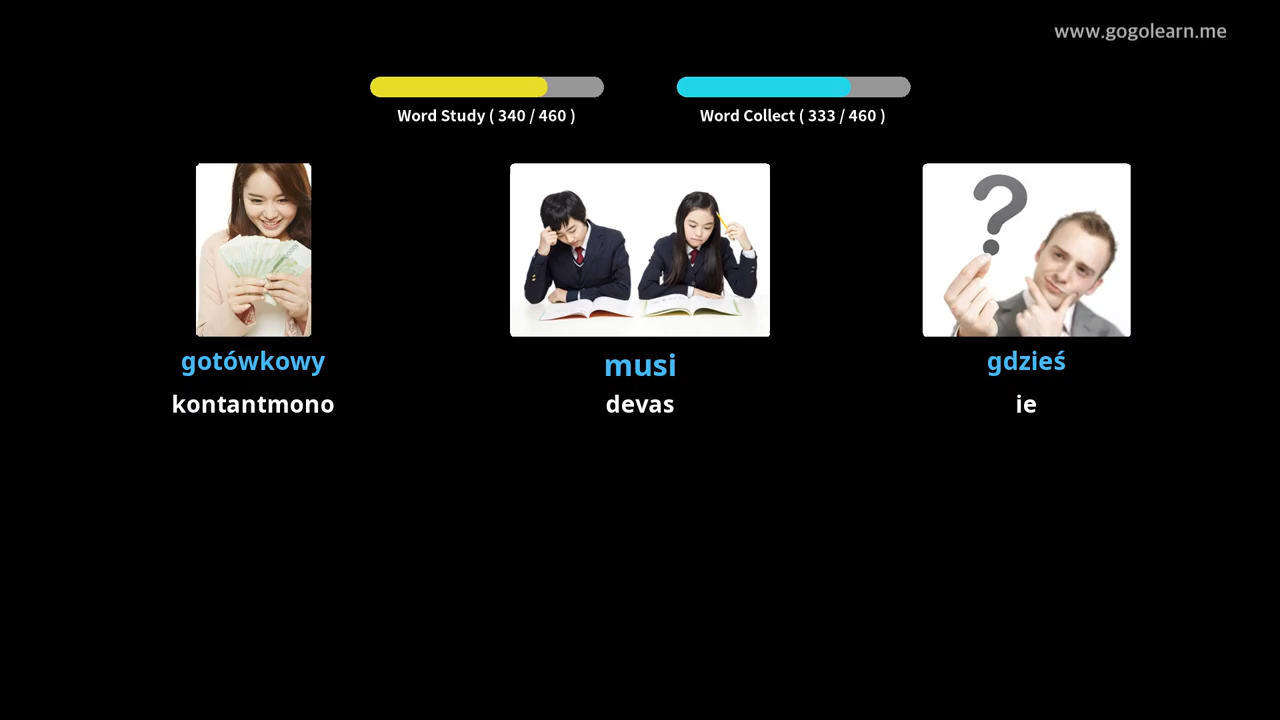 www.gogolearn.me
Word Study ( 340 / 460 )
Word Collect ( 333 / 460 )
gotówkowy
kontantmono
musi
devas
gdzieś
ie